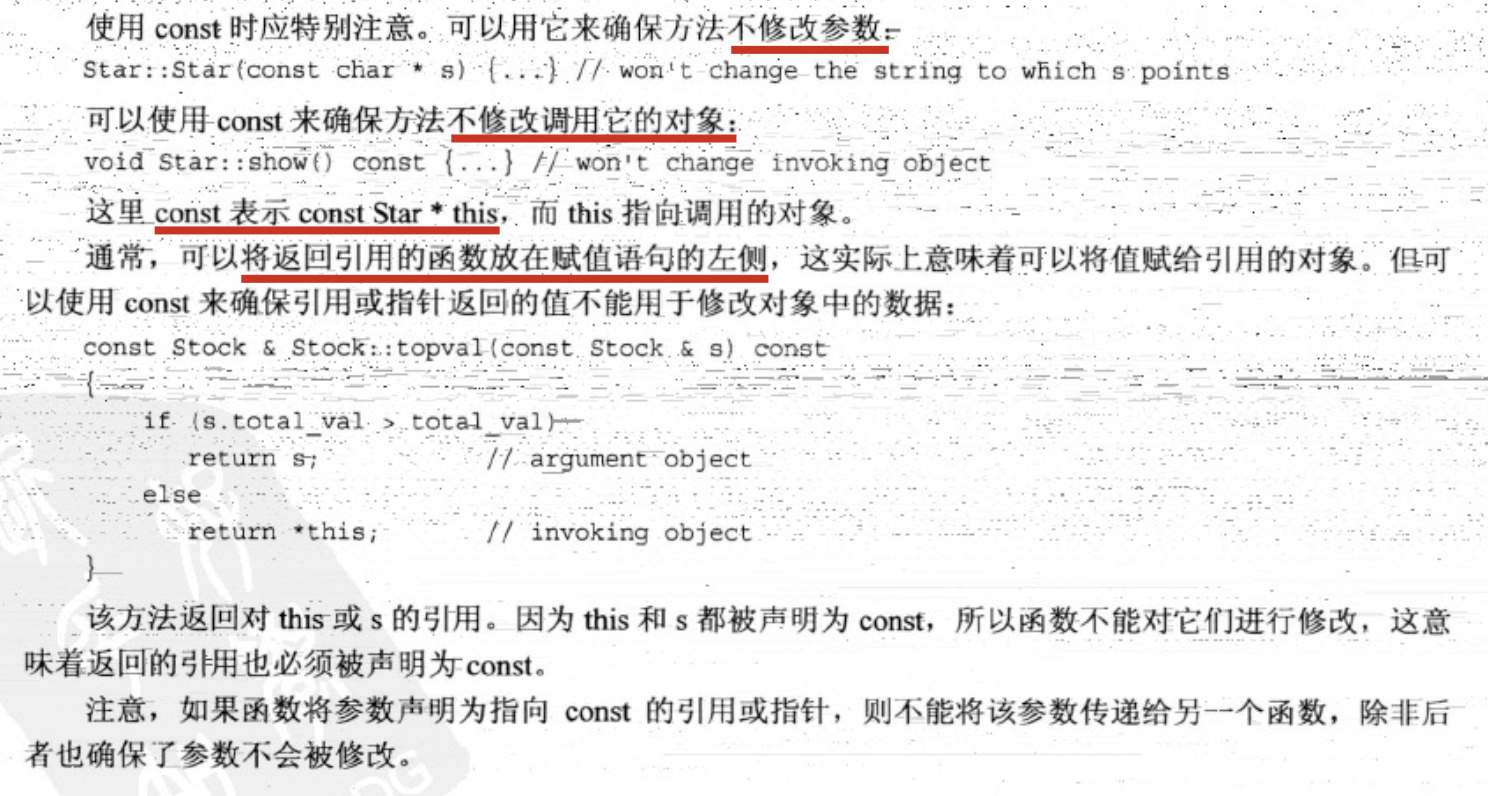 使用 const 时应特别注意。可以用它来确保方法不修改参数:
Star::Star(const char * s) {...} // won't change the string to which s points
可以使用 const 来确保方法不修改调用它的对象:
void Star::show() const {...} // won't change invoking object
这里 const 表示 const Star * this，而 this 指向调用的对象。
通常，可以将返回引用的函数放在赋值语句的左侧，这实际上意味着可以将值赋给引用的对象。但可
以使用 const 来确保引用或指针返回的值不能用于修改对象中的数据:
const Stock & Stock::topval(const Stock & s) const
{
if (s.total_val > total_val)
return s; // argument object
else
return *this; // invoking object
}
该方法返回对 this 或 s 的引用。因为 this 和 s 都被声明为 const，所以函数不能对它们进行修改，这意
味着返回的引用也必须被声明为 const。
注意，如果函数将参数声明为指向 const 的引用或指针，则不能将该参数传递给另一个函数，除非后
者也确保了参数不会被修改。